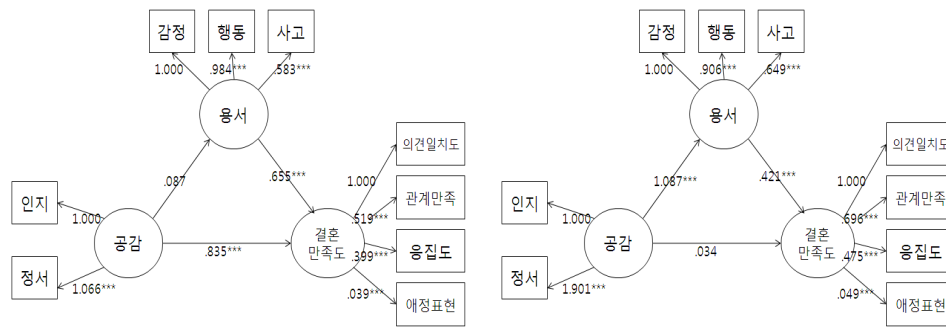 감정
행동
사고
1.000
.984***
.583***
용서
의견일치도
.087
.655***
1.000
관계만족
인지
1.000
.519***
공감
결혼
만족도
.835***
응집도
.399***
정서
1.066***
.039***
애정표현
감정
행동
사고
1.000
.906***
.649***
용서
의견일치도
1.087***
.421***
1.000
관계만족
인지
1.000
.696***
공감
결혼
만족도
.034
응집도
.475***
정서
1.901***
.049***
애정표현